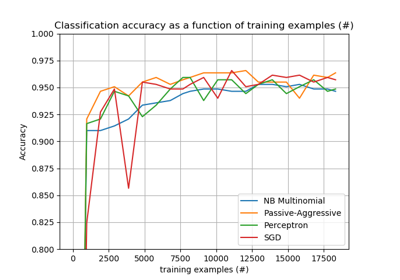 Classification accuracy as a function of training examples (#)
1.000
0.975
0.950
0.925
0.900
0.875
0.850
0.825
0.800
Accuracy
NB Multinomial
Passive-Aggressive
Perceptron
SGD
0 2500 5000 7500 10000 12500 15000 17500
training examples (#)